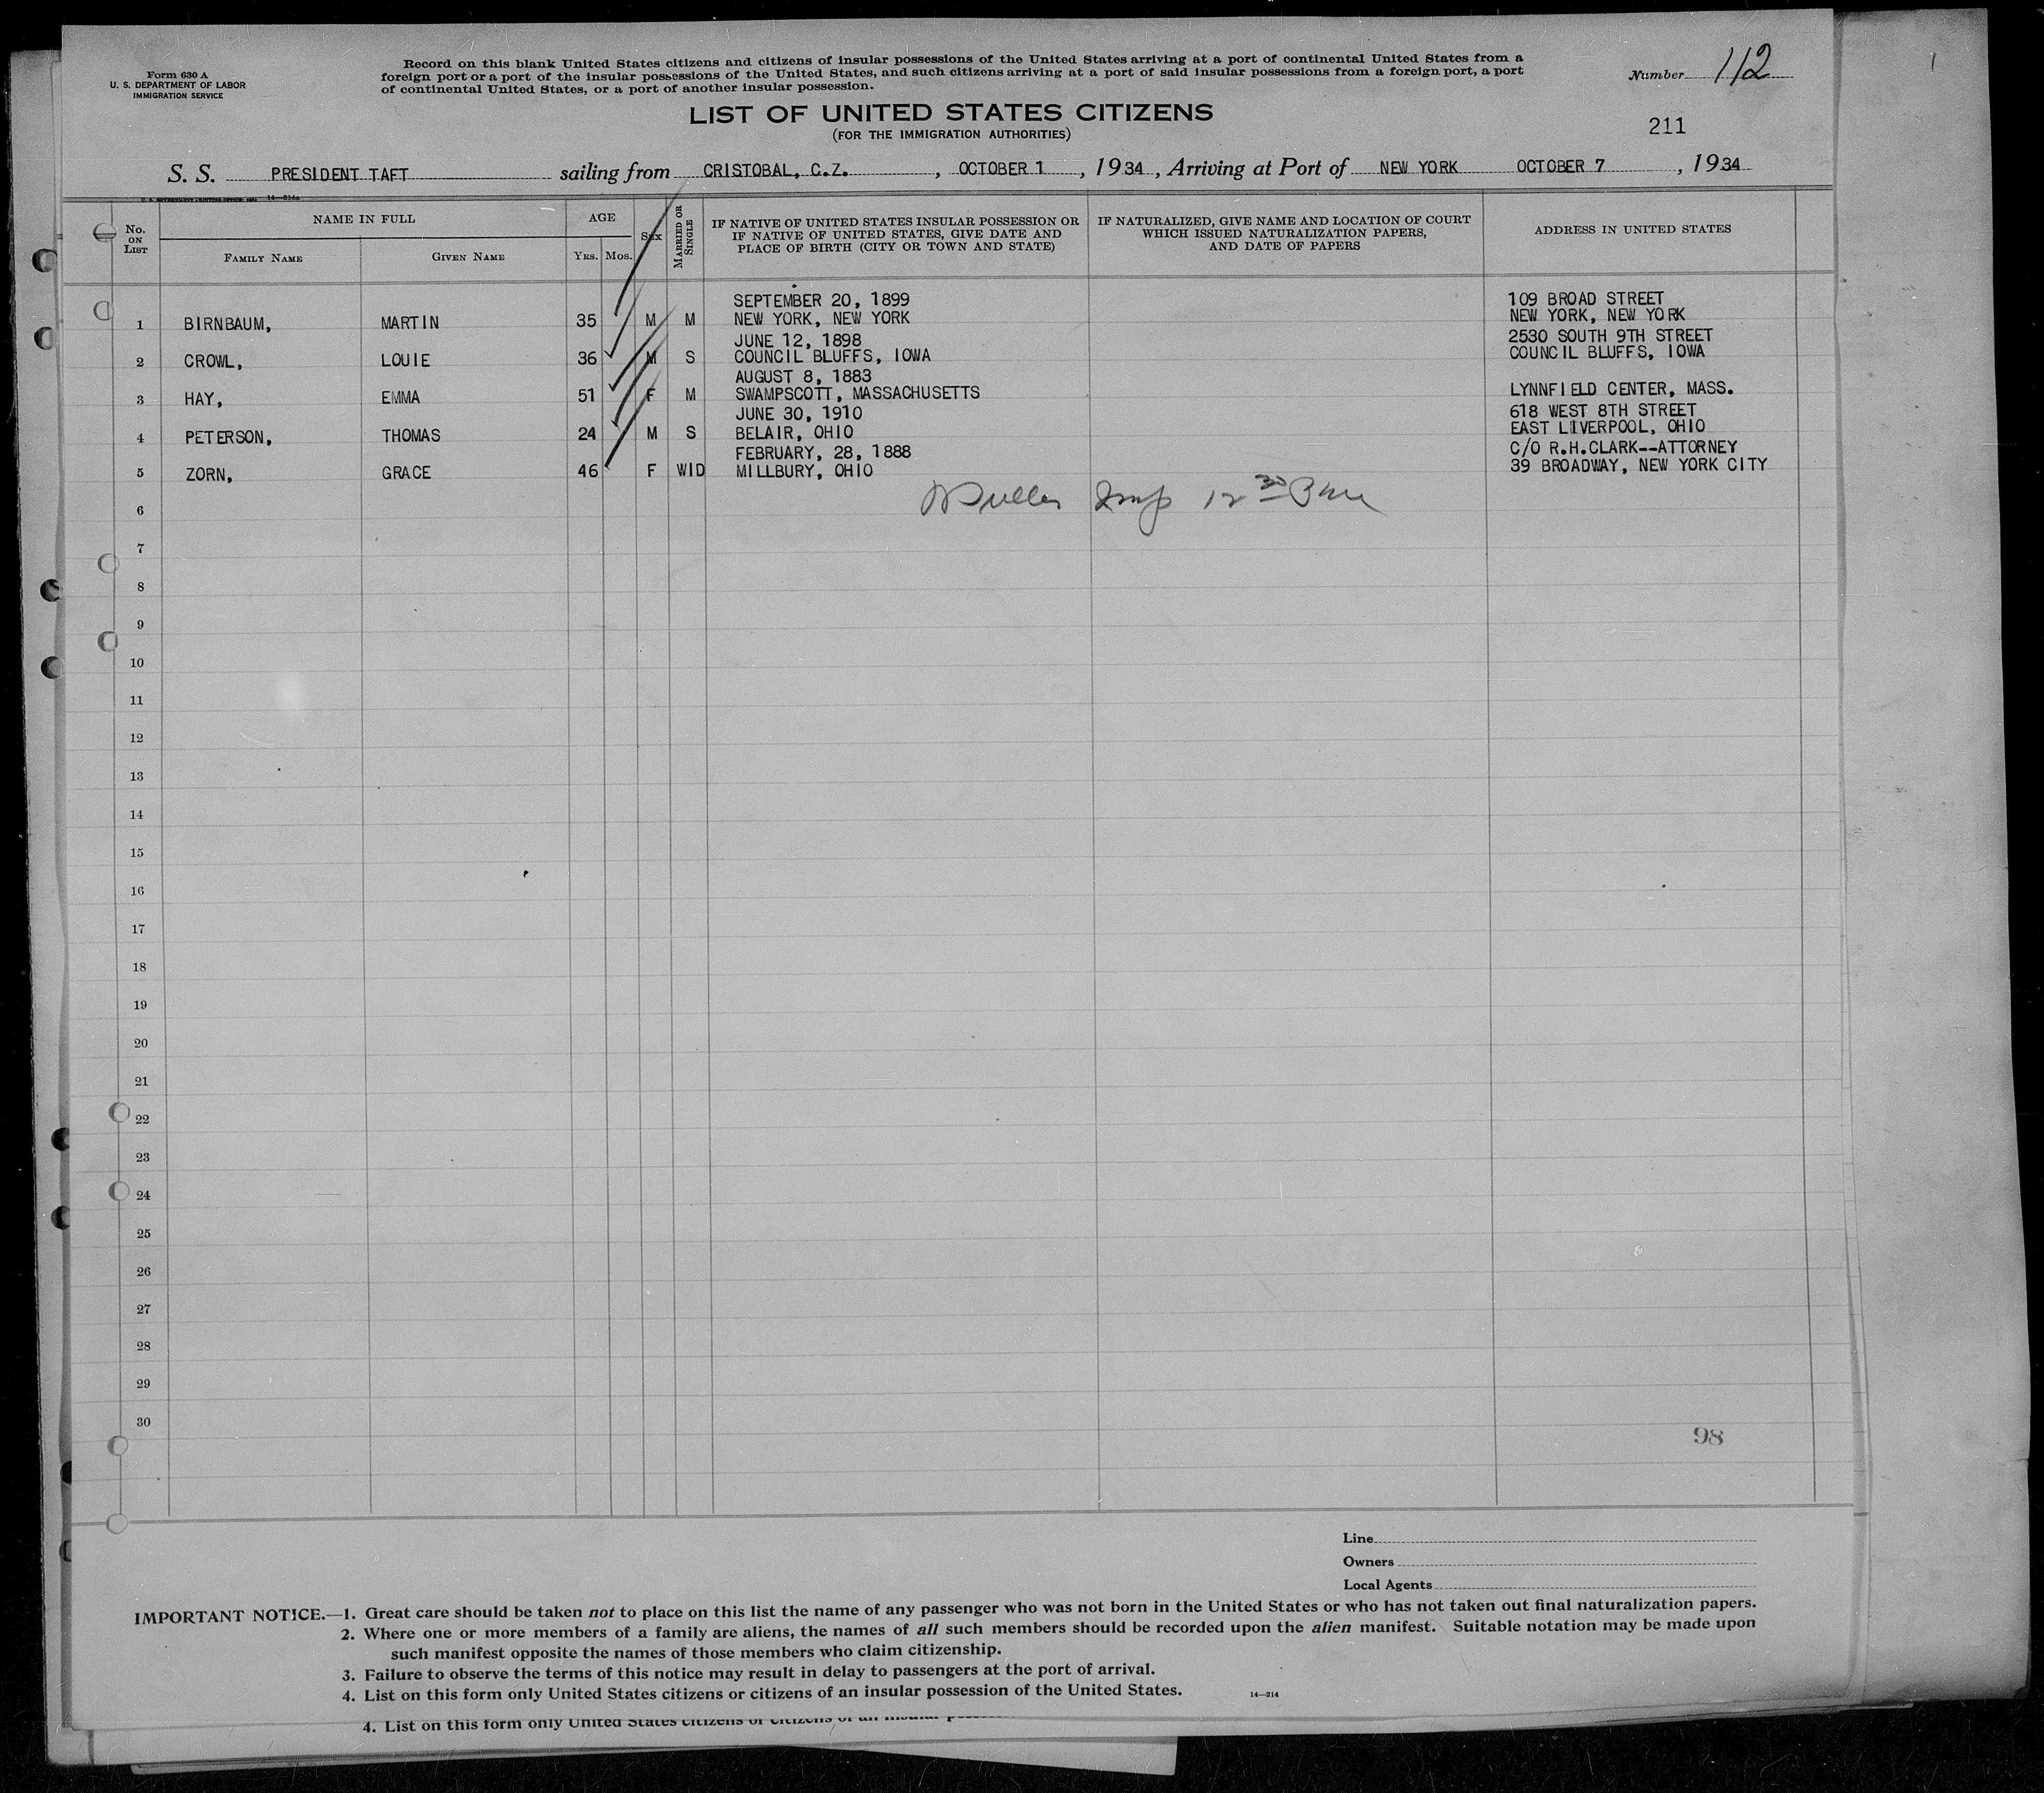 Form 630 A
U. S. DEPARTMENT OF LABOR
IMMIGRATION SERVICE
Record on this blank United States citizens and citizens of insular possessions of the United States arriving at a port of continental United States from a
foreign port or a port of the insular possessions of the United States, and such citizens arriving at a port of said insular possessions from a foreign port, a port
of continental United States, or a port of another insular possession.
Number 112
LIST OF UNITED STATES CITIZENS
(FOR THE IMMIGRATION AUTHORITIES)
211
S. S. PRESIDENT TAFT sailing from CRISTOBAL, C.Z. , OCTOBER 1 , 1934 , Arriving at Port of NEW YORK OCTOBER 7 , 1934
14—214a
No. ON LIST
NAME IN FULL
FAMILY NAME
GIVEN NAME
AGE
YRS.
MOS.
Sex
MARRIED OR SINGLE
IF NATIVE OF UNITED STATES INSULAR POSSESSION OR
IF NATIVE OF UNITED STATES, GIVE DATE AND
PLACE OF BIRTH (CITY OR TOWN AND STATE)
IF NATURALIZED, GIVE NAME AND LOCATION OF COURT
WHICH ISSUED NATURALIZATION PAPERS,
AND DATE OF PAPERS
ADDRESS IN UNITED STATES
SEPTEMBER 20, 1899 109 BROAD STREET
1 BIRNBAUM, MARTIN 35 M M NEW YORK, NEW YORK NEW YORK, NEW YORK
JUNE 12, 1898 2530 SOUTH 9TH STREET
2 CROWL, LOUIE 36 M S COUNCIL BLUFFS, IOWA COUNCIL BLUFFS, IOWA
AUGUST 8, 1883
3 HAY, EMMA 51 F M SWAMPSCOTT, MASSACHUSETTS LYNNFIELD CENTER, MASS.
JUNE 30, 1910 618 WEST 8TH STREET
4 PETERSON, THOMAS 24 M S BELAIR, OHIO EAST LIVERPOOL, OHIO
FEBRUARY, 28, 1888 C/O R.H.CLARK--ATTORNEY
5 ZORN, GRACE 46 F WID MILLBURY, OHIO 39 BROADWAY, NEW YORK CITY
6
7
8
9
10
11
12
13
14
15
16
17
18
19
20
21
22
23
24
25
26
27
28
29
30
98
Line
Owners
Local Agents
IMPORTANT NOTICE.—1. Great care should be taken not to place on this list the name of any passenger who was not born in the United States or who has not taken out final naturalization papers.
2. Where one or more members of a family are aliens, the names of all such members should be recorded upon the alien manifest. Suitable notation may be made upon
such manifest opposite the names of those members who claim citizenship.
3. Failure to observe the terms of this notice may result in delay to passengers at the port of arrival.
4. List on this form only United States citizens or citizens of an insular possession of the United States.
14—214
4. List on this form only United States citizens or citizens of an insular